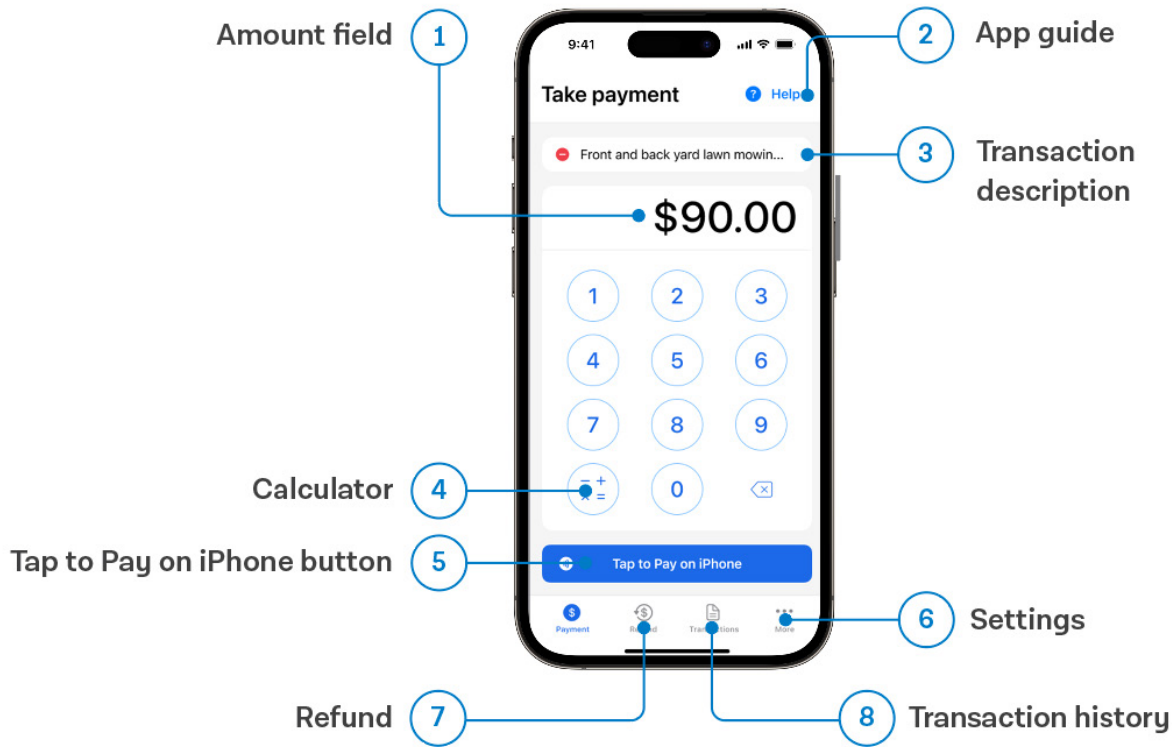 Amount field
1
2
App guide
9:41
Take payment
? Help
Front and back yard lawn mowin...
3
Transaction
description
$90.00
1 2 3
4 5 6
7 8 9
Calculator
4
0
Tap to Pay on iPhone button
5
Tap to Pay on iPhone
Payment
Refund
Transactions
More
6
Settings
Refund
7
8
Transaction history